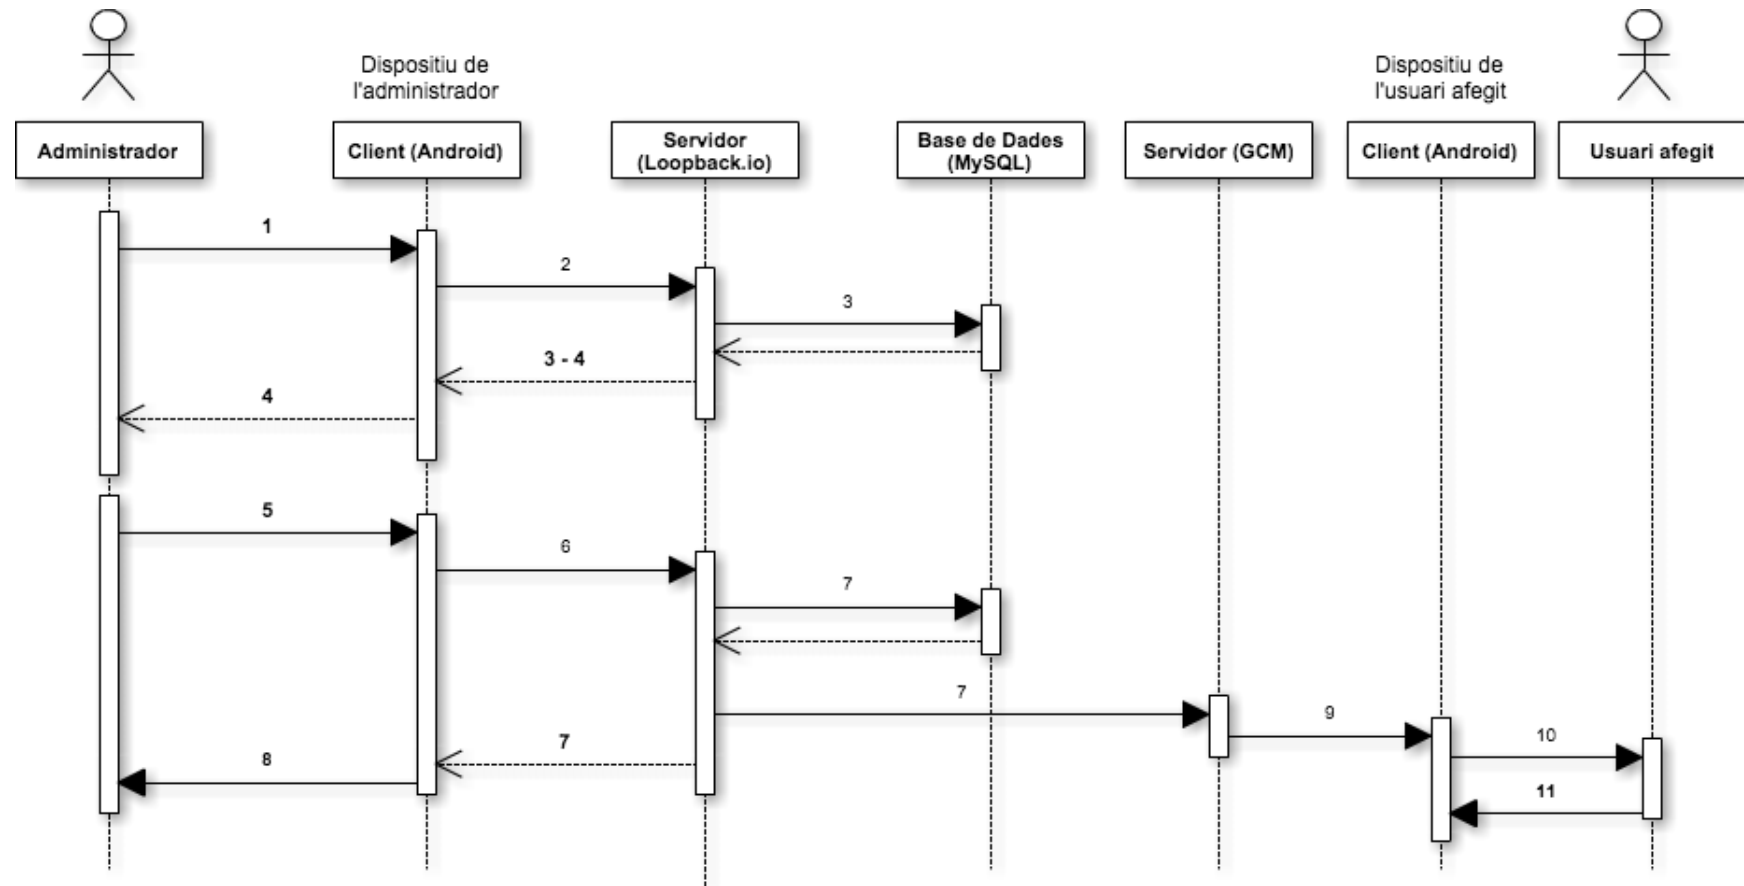 Dispositiu de
l'administrador
Dispositiu de
l'usuari afegit
Administrador
Client (Android)
Servidor
(Loopback.io)
Base de Dades
(MySQL)
Servidor (GCM)
Client (Android)
Usuari afegit
1
2
3
3 - 4
4
5
6
7
7
9
10
7
8
11